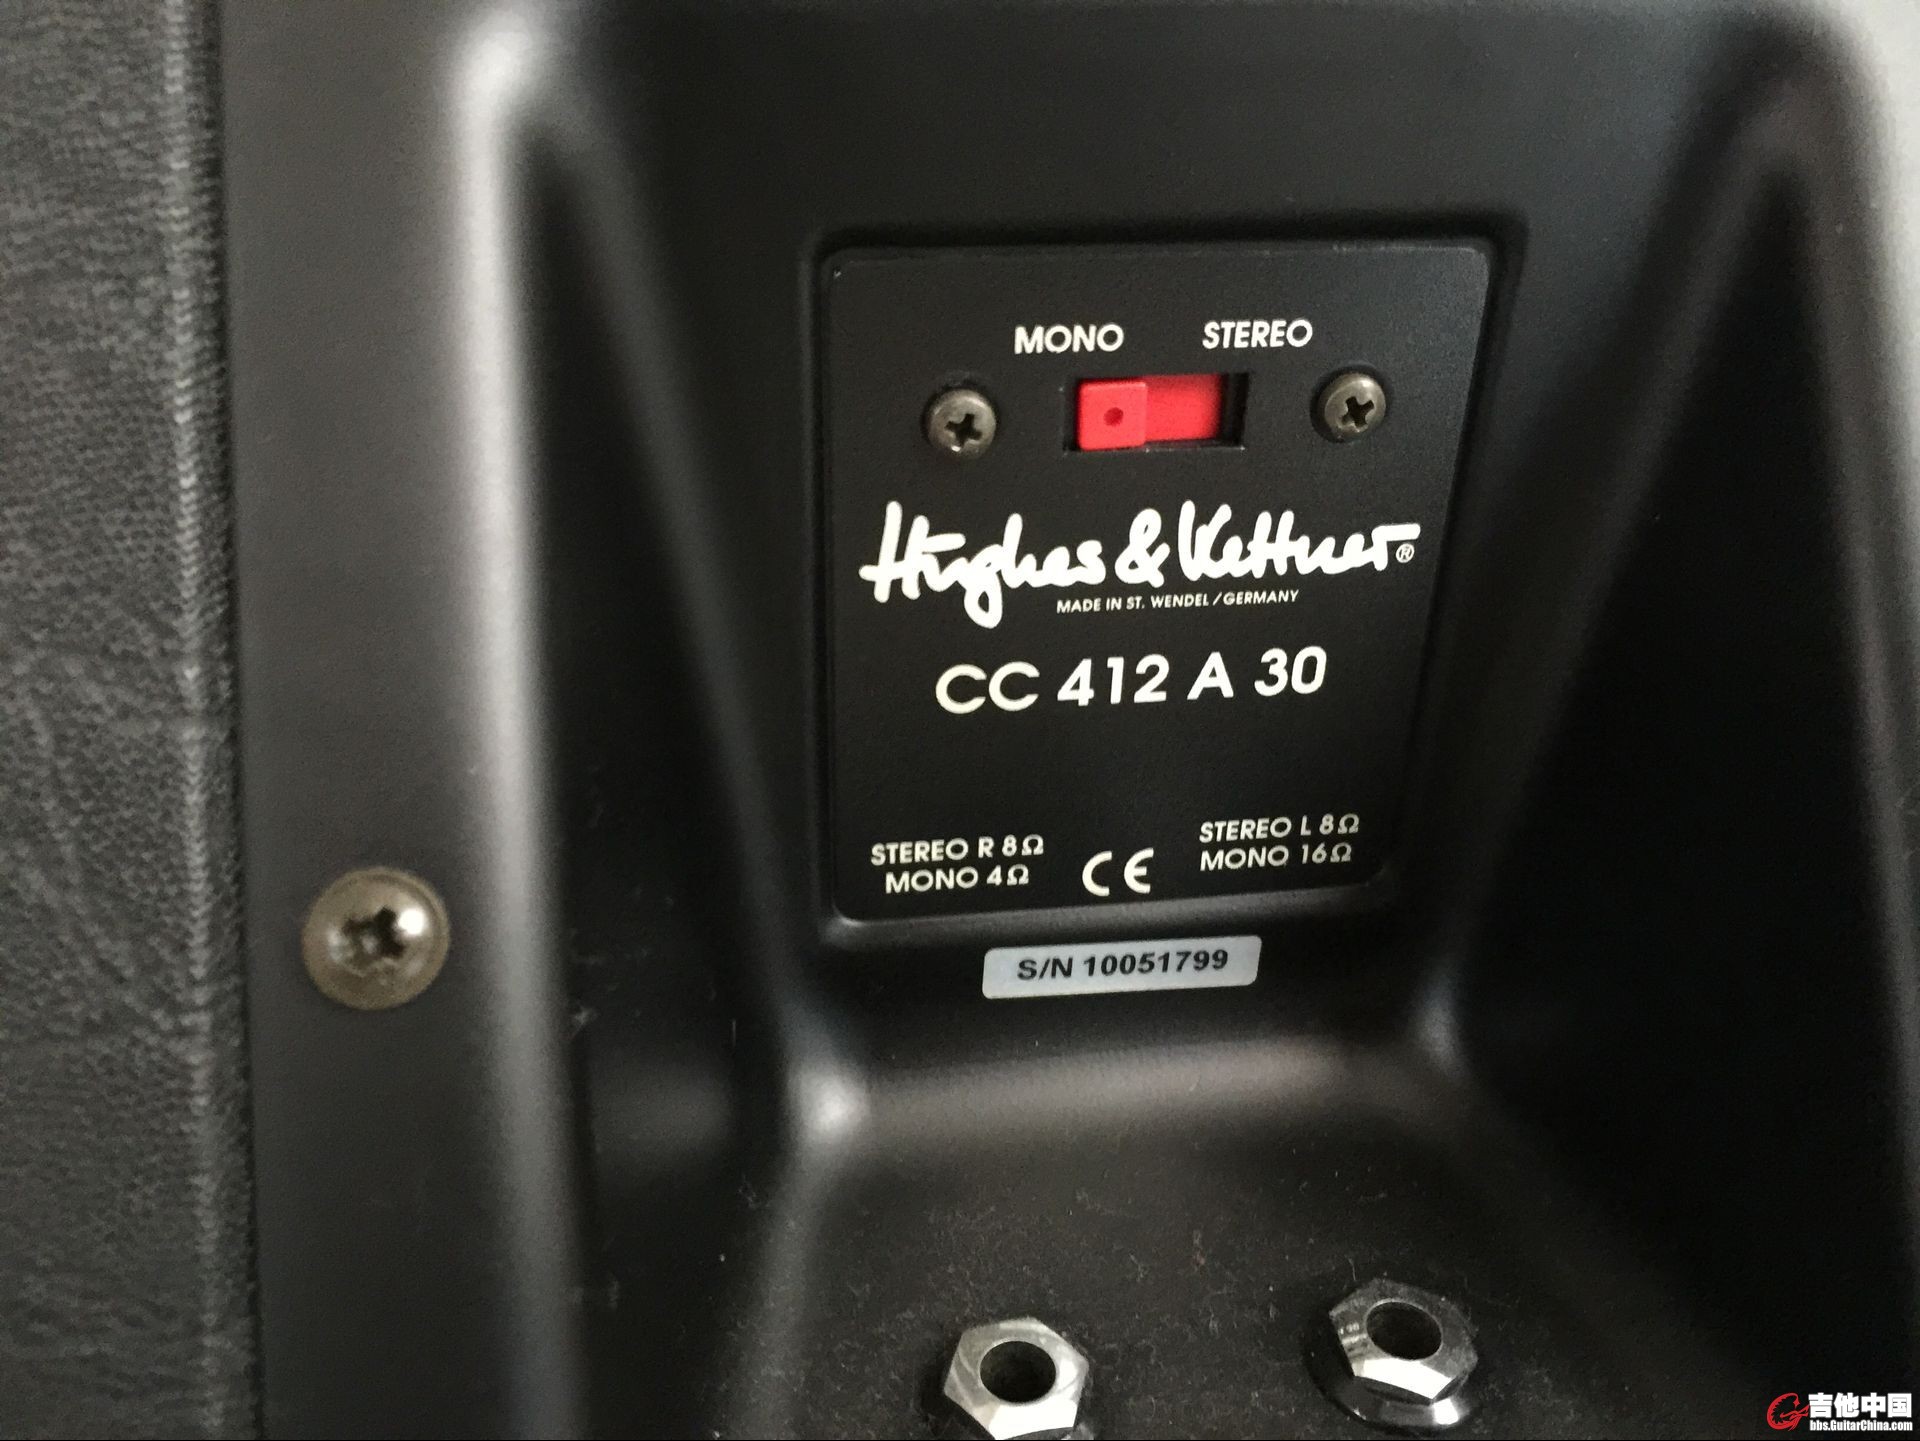 MONO STEREO
Hughes & Kettner®
MADE IN ST. WENDEL/GERMANY
CC 412 A 30
STEREO R 8Ω
MONO 4Ω
CE
STEREO L 8Ω
MONO 16Ω
S/N 10051799
吉他中国
bbs.GuitarChina.com